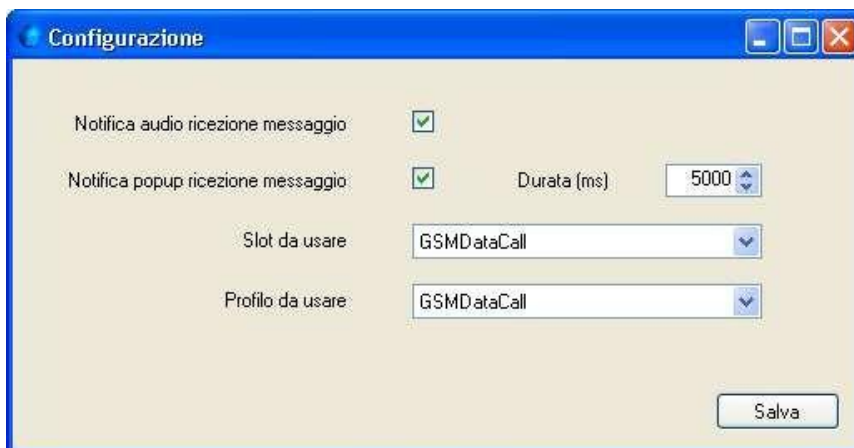 Configurazione
Notifica audio ricezione messaggio
Notifica popup ricezione messaggio Durata (ms) 5000
Slot da usare GSMDataCall
Profilo da usare GSMDataCall
Salva